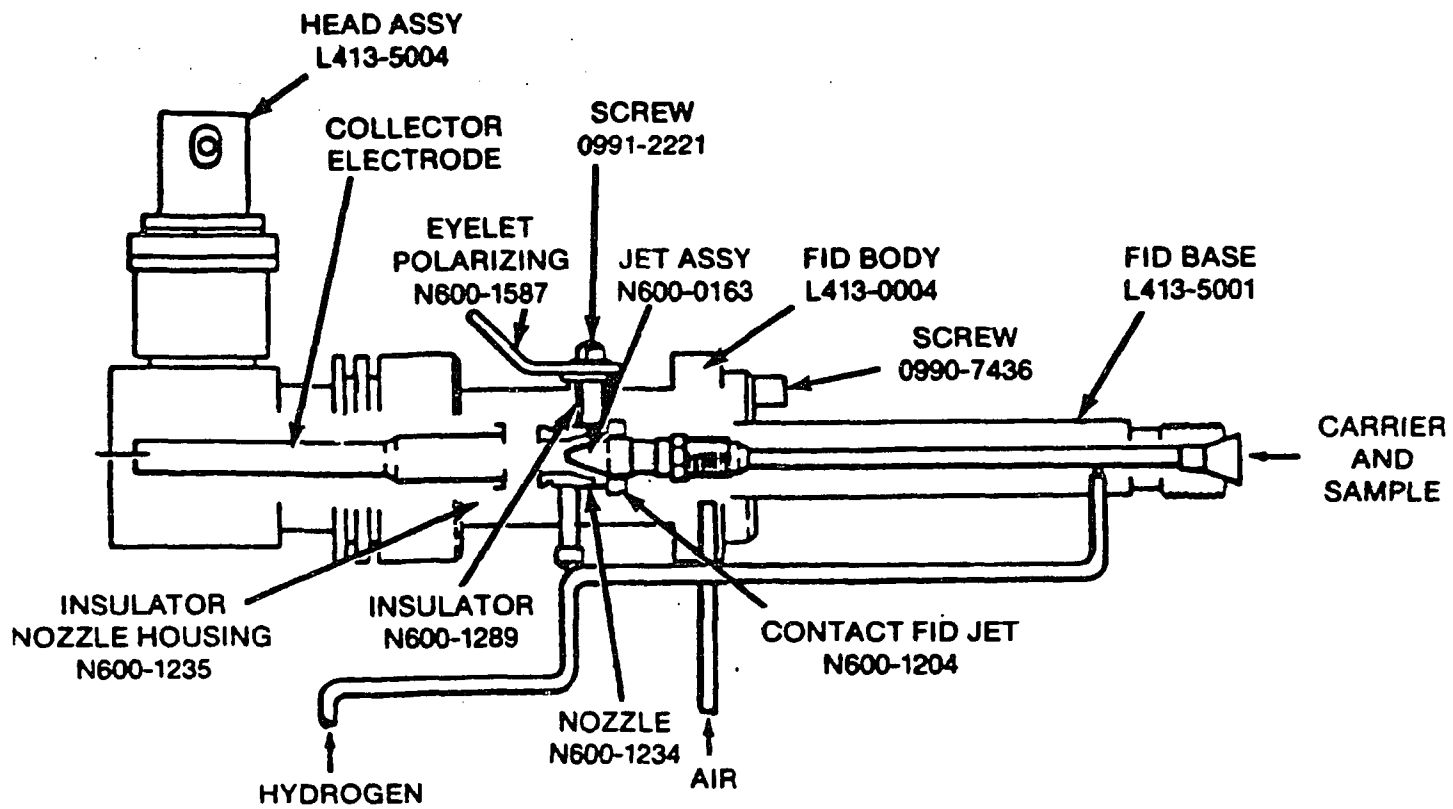 HEAD ASSY
L413-5004
COLLECTOR
ELECTRODE
SCREW
0991-2221
EYELET
POLARIZING
N600-1587
JET ASSY
N600-0163
FID BODY
L413-0004
FID BASE
L413-5001
SCREW
0990-7436
CARRIER
AND
SAMPLE
INSULATOR
NOZZLE HOUSING
N600-1235
INSULATOR
N600-1289
CONTACT FID JET
N600-1204
NOZZLE
N600-1234
AIR
HYDROGEN